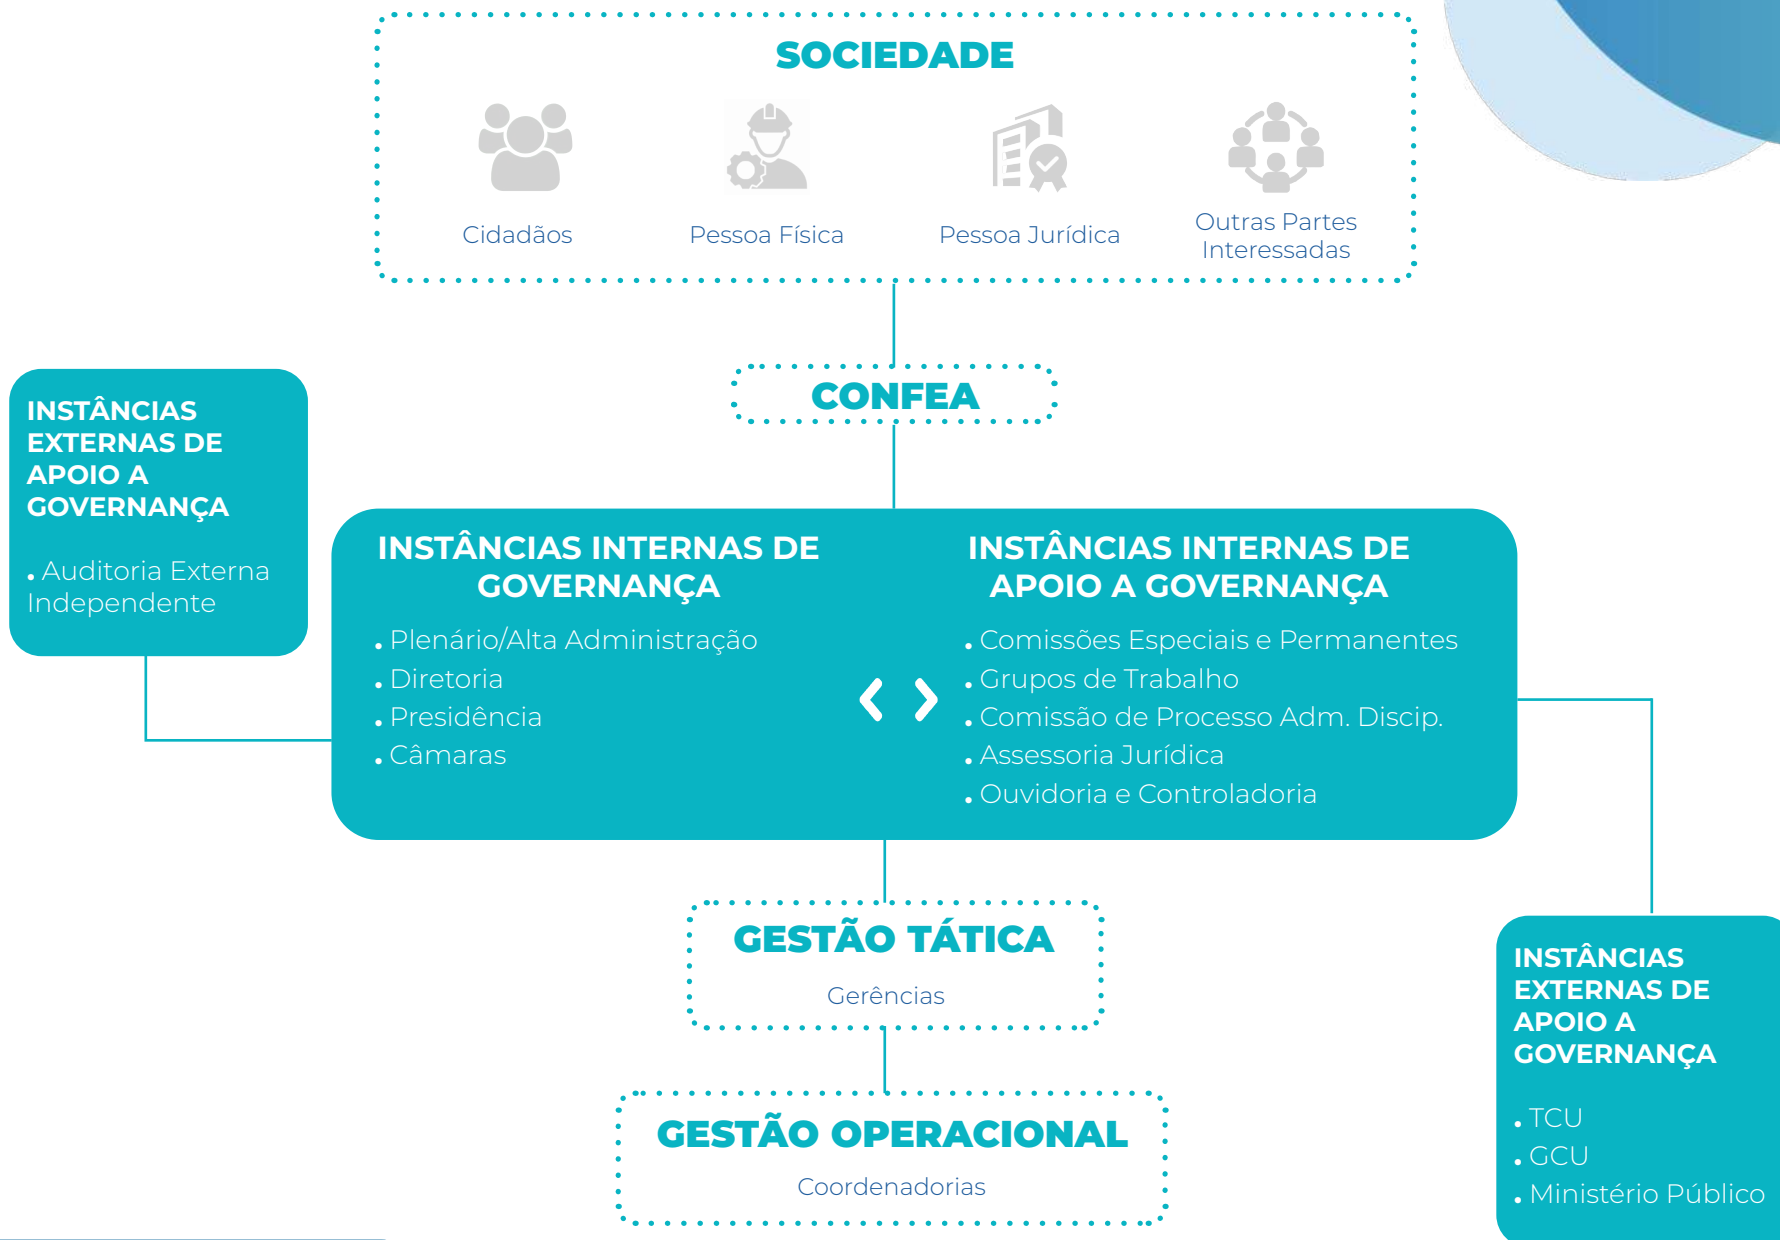 SOCIEDADE
Cidadãos
Pessoa Física
Pessoa Jurídica
Outras Partes
Interessadas
CONFEA
INSTÂNCIAS
EXTERNAS DE
APOIO A
GOVERNANÇA
. Auditoria Externa
Independente
INSTÂNCIAS INTERNAS DE
GOVERNANÇA
. Plenário/Alta Administração
. Diretoria
. Presidência
. Câmaras
INSTÂNCIAS INTERNAS DE
APOIO A GOVERNANÇA
. Comissões Especiais e Permanentes
. Grupos de Trabalho
. Comissão de Processo Adm. Discip.
. Assessoria Jurídica
. Ouvidoria e Controladoria
GESTÃO TÁTICA
Gerências
GESTÃO OPERACIONAL
Coordenadorias
INSTÂNCIAS
EXTERNAS DE
APOIO A
GOVERNANÇA
. TCU
. GCU
. Ministério Público